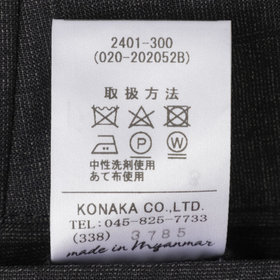 2401-300
(020-202052B)
取扱方法
P W
中性洗剤使用
あて布使用
KONAKA CO.,LTD.
TEL:045-825-7733
(338) 3785
made in Myanmar